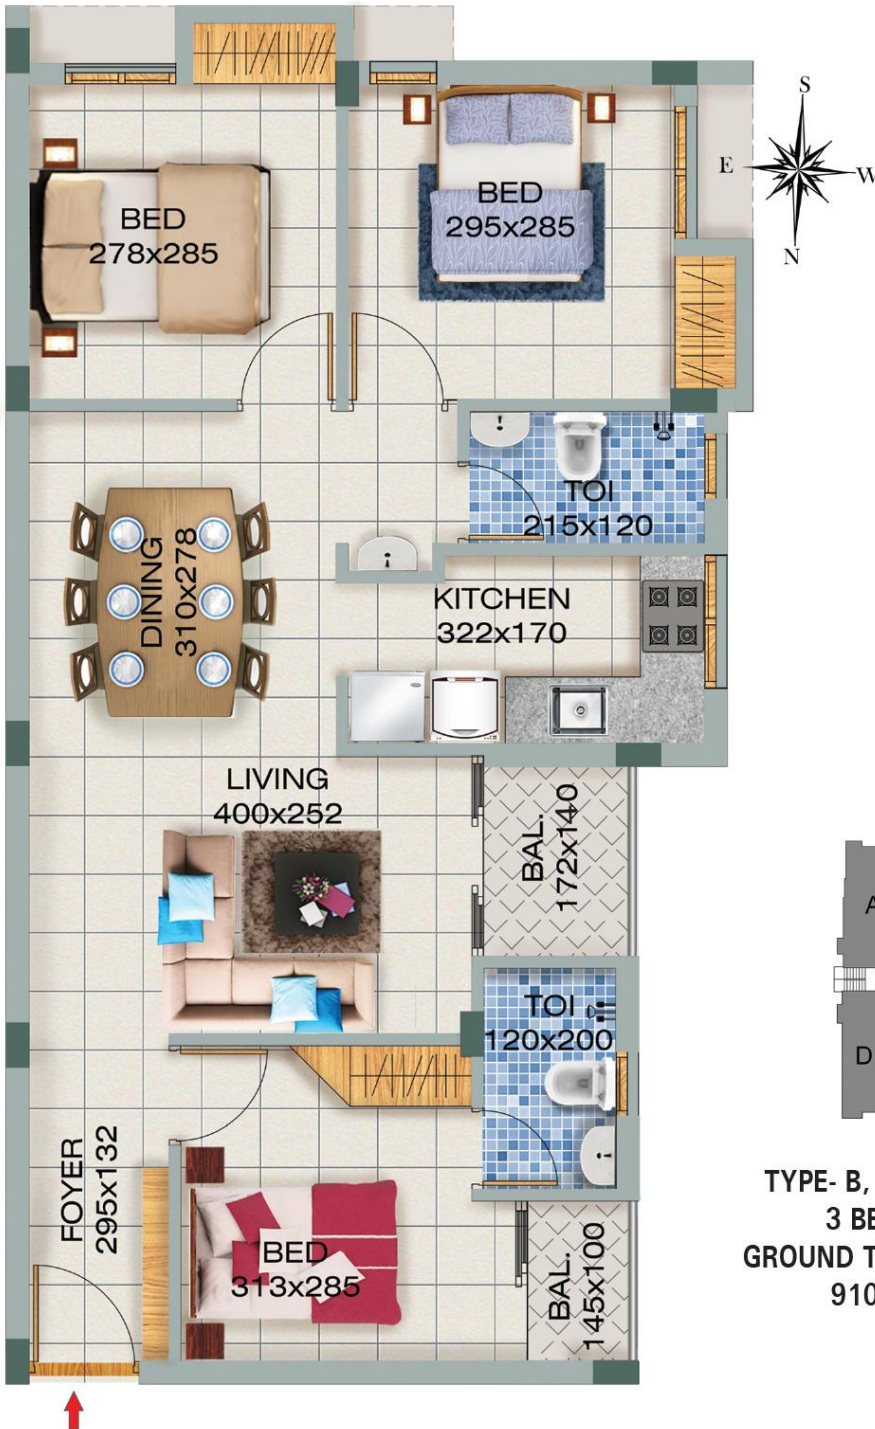 S
E
W
N
BED
278x285
BED
295x285
TOI
215x120
DINING
310x278
KITCHEN
322x170
LIVING
400x252
BAL.
172x140
A
TOI
120x200
D
FOYER
295x132
BED
313x285
BAL.
145x100
TYPE- B,
3 BE
GROUND T
910